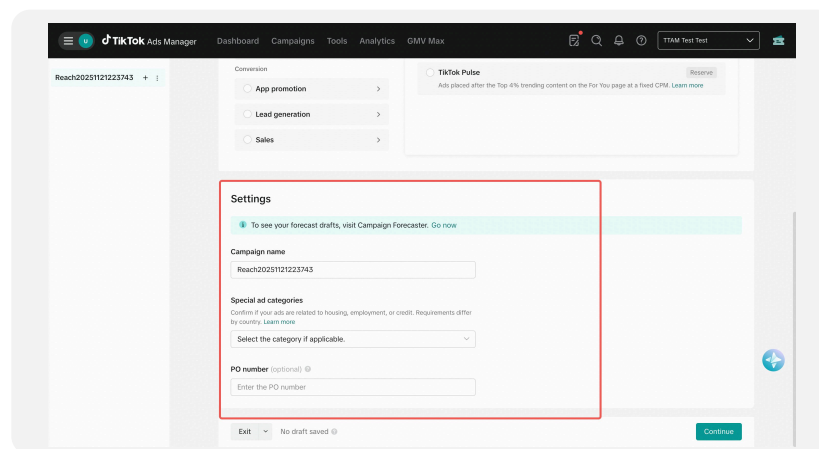 U TikTok Ads Manager Dashboard Campaigns Tools Analytics GMV Max TTAM Test Test
Reach20251121223743 +
Conversion
App promotion
Lead generation
Sales
TikTok Pulse Reserve
Ads placed after the Top 4% trending content on the For You page at a fixed CPM. Learn more
Settings
To see your forecast drafts, visit Campaign Forecaster. Go now
Campaign name
Reach20251121223743
Special ad categories
Confirm if your ads are related to housing, employment, or credit. Requirements differ
by country. Learn more
Select the category if applicable.
PO number (optional)
Enter the PO number
Exit No draft saved Continue